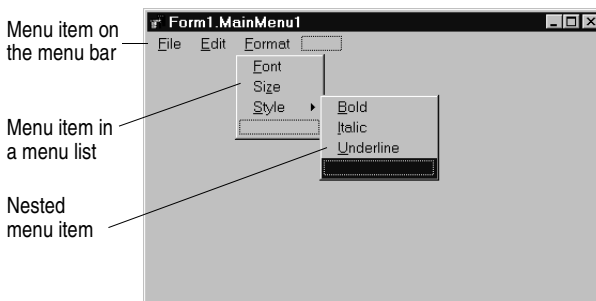 Form1.MainMenu1
Menu item on
the menu bar
File Edit Format
Font
Size
Style
Bold
Italic
Underline
Menu item in
a menu list
Nested
menu item